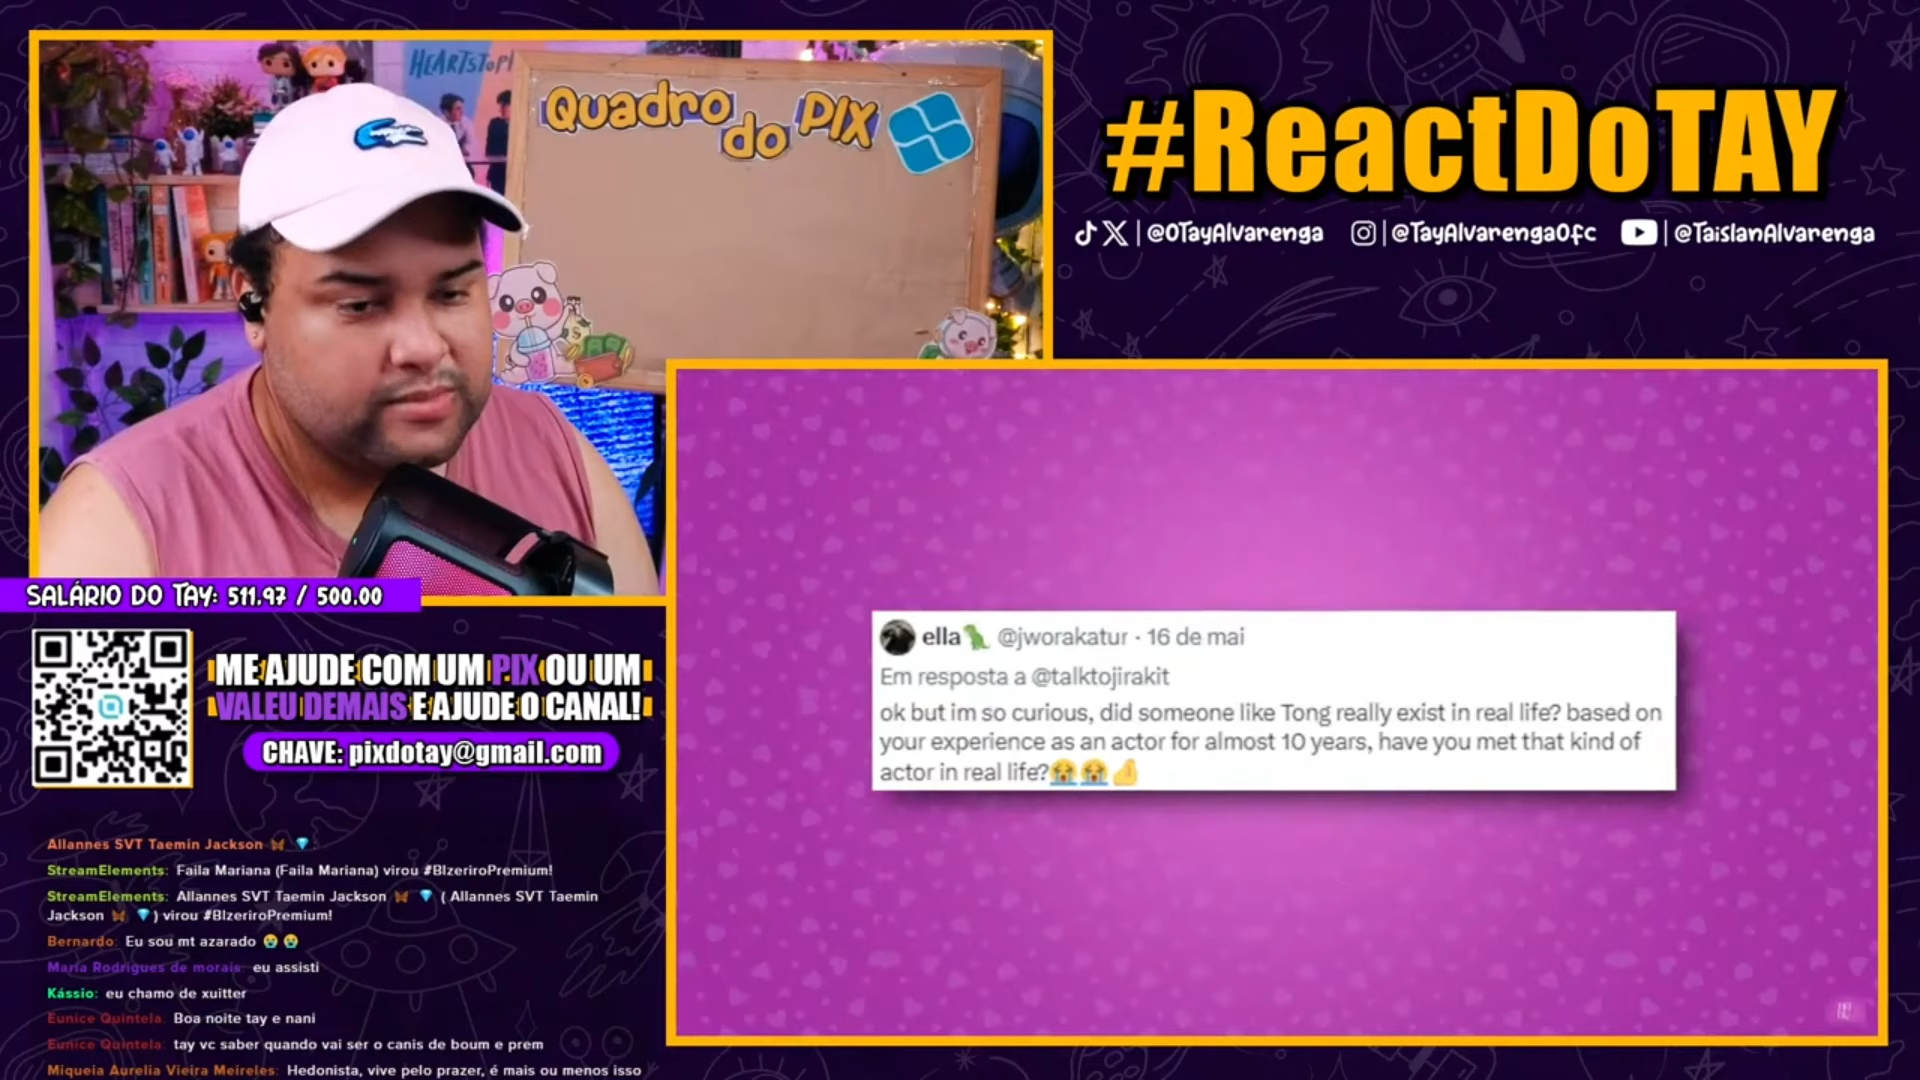 HEARTSTOP
Quadro do PIX
#ReactDoTAY
| @OTayAlvarenga | @TayAlvarengaOfc | @TaislanAlvarenga
SALÁRIO DO TAY: 511.97 / 500.00
ME AJUDE COM UM PIX OU UM
VALEU DEMAIS E AJUDE O CANAL!
CHAVE: pixdotay@gmail.com
ella🦖 @jworakatur · 16 de mai
Em resposta a @talktojirakit
ok but im so curious, did someone like Tong really exist in real life? based on
your experience as an actor for almost 10 years, have you met that kind of
actor in real life?😭😭🤙
Allannes SVT Taemin Jackson 🦋 💎:
StreamElements: Faila Mariana (Faila Mariana) virou #BlzeriroPremium!
StreamElements: Allannes SVT Taemin Jackson 🦋 💎 ( Allannes SVT Taemin
Jackson 🦋 💎) virou #BlzeriroPremium!
Bernardo: Eu sou mt azarado 😭 😭
Maria Rodrigues de morais: eu assisti
Kássio: eu chamo de xuitter
Eunice Quintela: Boa noite tay e nani
Eunice Quintela: tay vc saber quando vai ser o canis de boum e prem
Miqueia Aurelia Vieira Meireles: Hedonista, vive pelo prazer, é mais ou menos isso